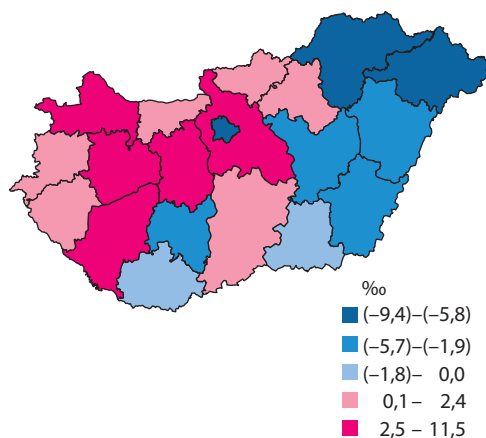 ‰
(–9,4)–(–5,8)
(–5,7)–(–1,9)
(–1,8)– 0,0
0,1 – 2,4
2,5 – 11,5